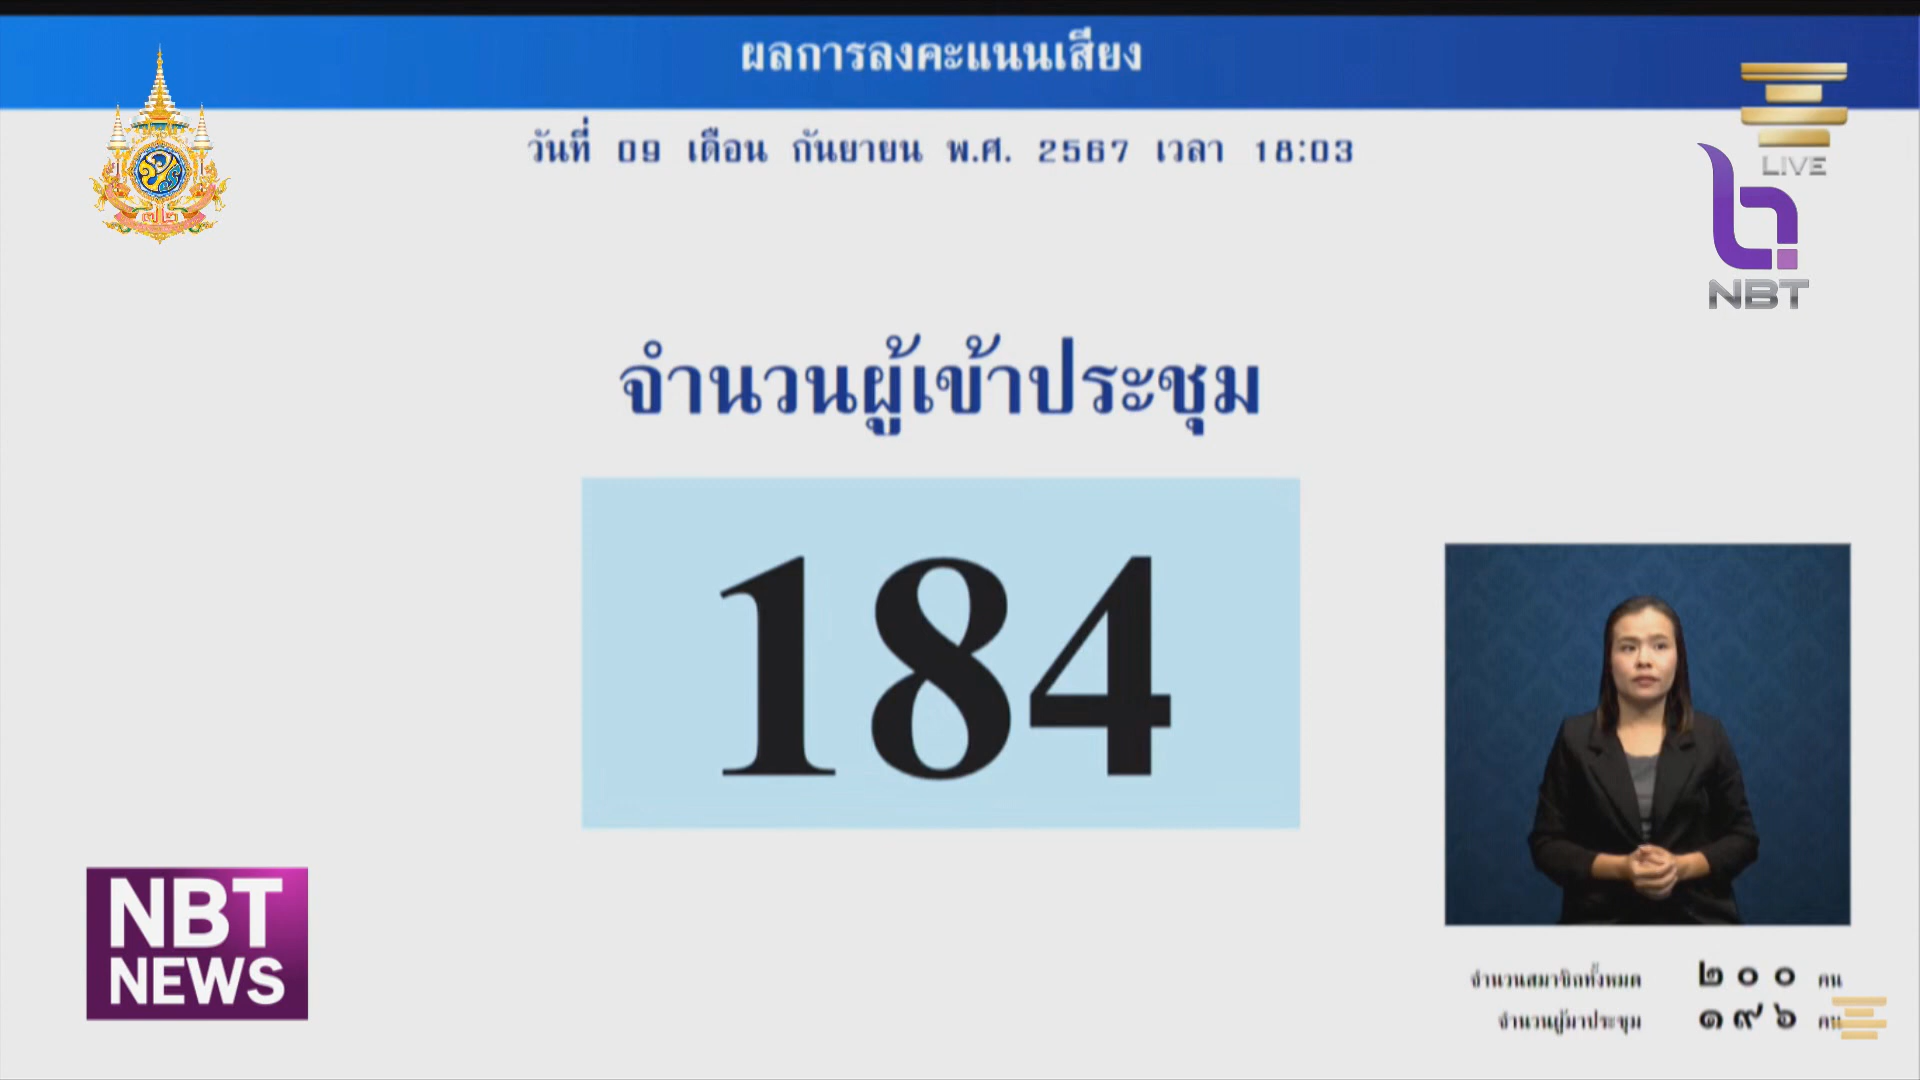 ผลการลงคะแนนเสียง
วันที่ 09 เดือน กันยายน พ.ศ. 2567 เวลา 18:03
LIVE
NBT
จำนวนผู้เข้าประชุม
184
NBT
NEWS
จำนวนสมาชิกทั้งหมด ๒๐๐ คน
จำนวนผู้มาประชุม ๑๙๖ คน